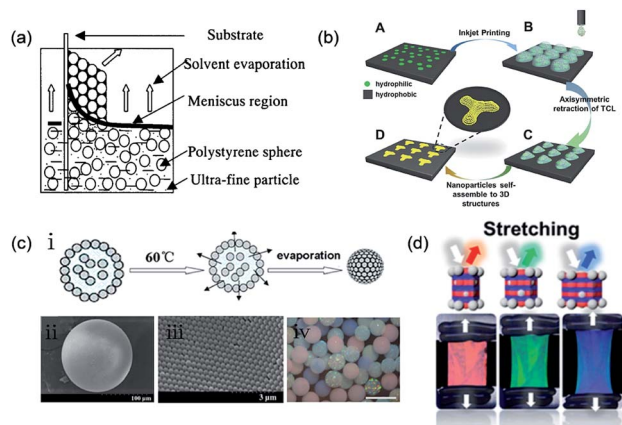 (a)
Substrate
Solvent evaporation
Meniscus region
Polystyrene sphere
Ultra-fine particle
(b)
A
Inkjet Printing
B
hydrophilic
hydrophobic
Axisymmetric
retraction of TCL
D
C
Nanoparticles self-
assemble to 3D
structures
(c)
i
60℃
evaporation
ii
100 μm
iii
3 μm
iv
(d)
Stretching